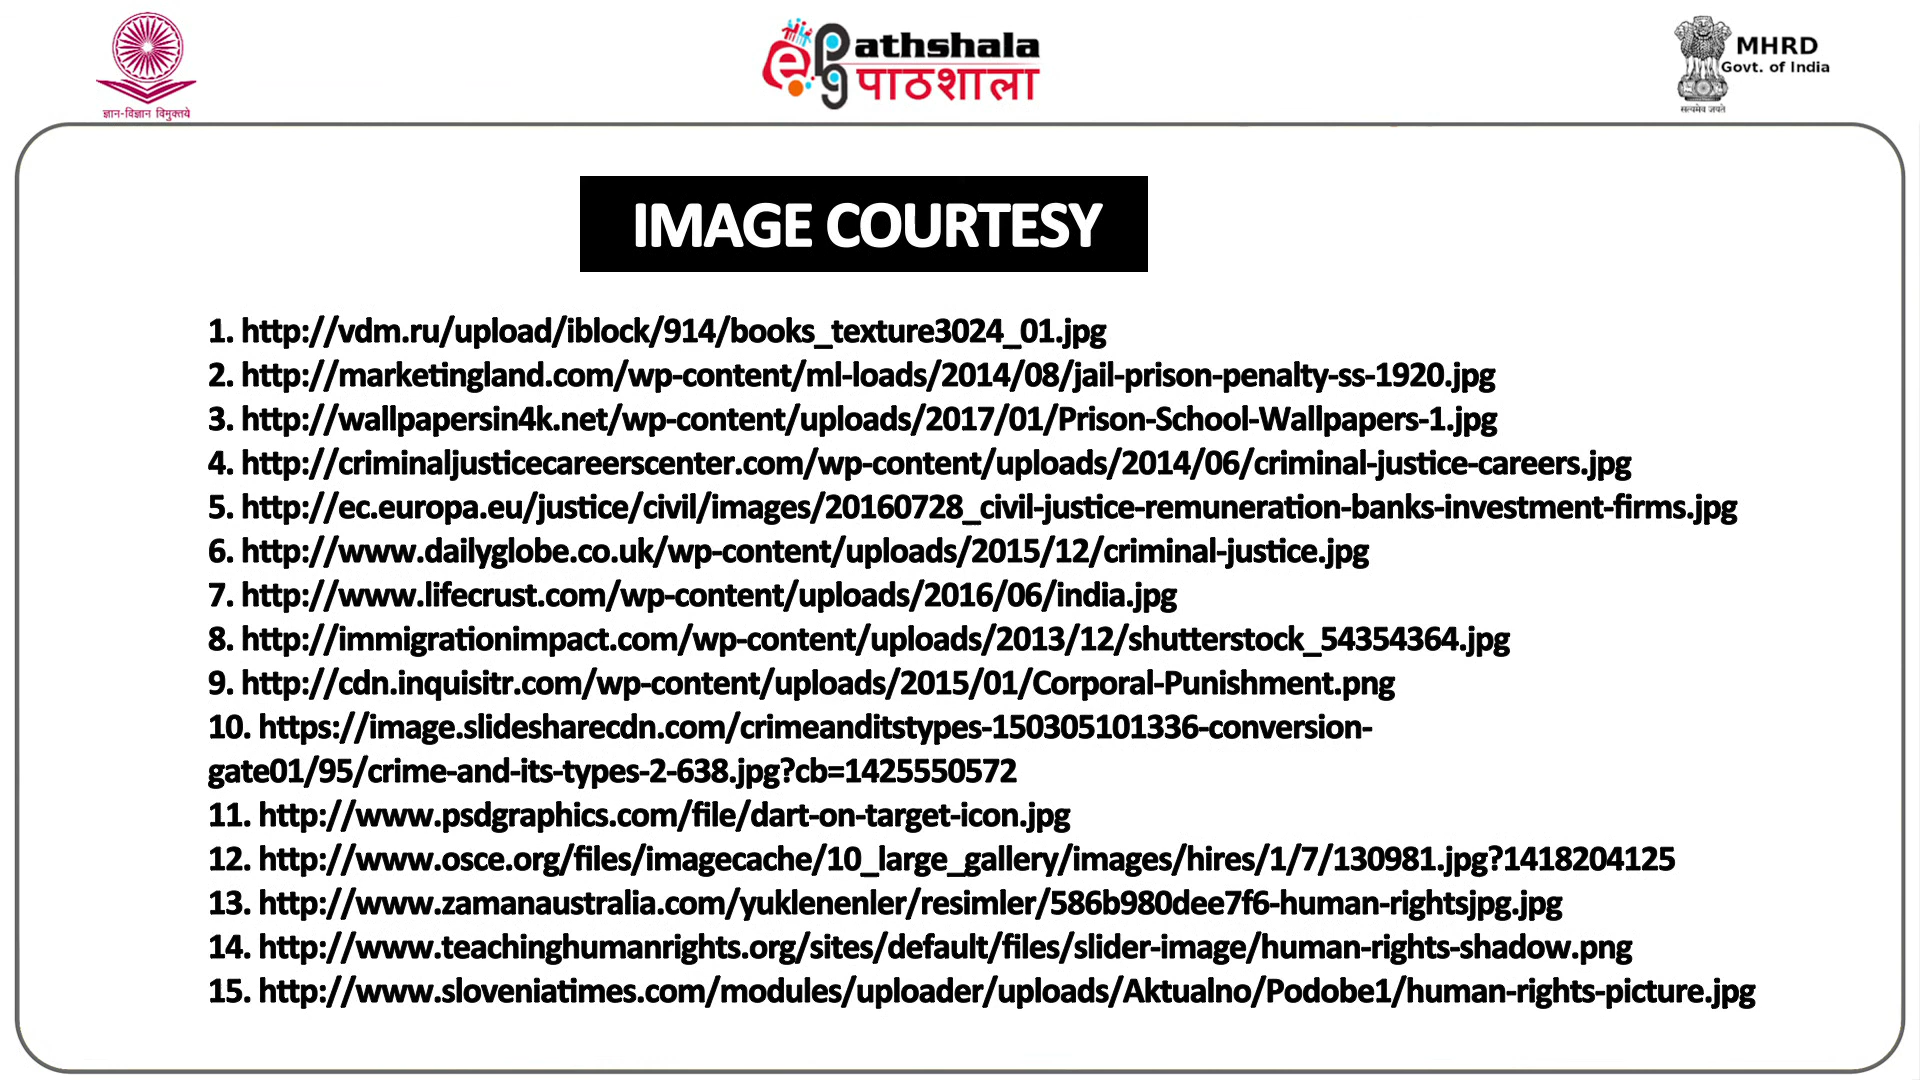 ज्ञान-विज्ञान विमुक्तये
ePG Pathshala
पाठशाला
MHRD
Govt. of India
सत्यमेव जयते
IMAGE COURTESY
1. http://vdm.ru/upload/iblock/914/books_texture3024_01.jpg
2. http://marketingland.com/wp-content/ml-loads/2014/08/jail-prison-penalty-ss-1920.jpg
3. http://wallpapersin4k.net/wp-content/uploads/2017/01/Prison-School-Wallpapers-1.jpg
4. http://criminaljusticecareerscenter.com/wp-content/uploads/2014/06/criminal-justice-careers.jpg
5. http://ec.europa.eu/justice/civil/images/20160728_civil-justice-remuneration-banks-investment-firms.jpg
6. http://www.dailyglobe.co.uk/wp-content/uploads/2015/12/criminal-justice.jpg
7. http://www.lifecrust.com/wp-content/uploads/2016/06/india.jpg
8. http://immigrationimpact.com/wp-content/uploads/2013/12/shutterstock_54354364.jpg
9. http://cdn.inquisitr.com/wp-content/uploads/2015/01/Corporal-Punishment.png
10. https://image.slidesharecdn.com/crimeanditstypes-150305101336-conversion-
gate01/95/crime-and-its-types-2-638.jpg?cb=1425550572
11. http://www.psdgraphics.com/file/dart-on-target-icon.jpg
12. http://www.osce.org/files/imagecache/10_large_gallery/images/hires/1/7/130981.jpg?1418204125
13. http://www.zamanaustralia.com/yuklenenler/resimler/586b980dee7f6-human-rightsjpg.jpg
14. http://www.teachinghumanrights.org/sites/default/files/slider-image/human-rights-shadow.png
15. http://www.sloveniatimes.com/modules/uploader/uploads/Aktualno/Podobe1/human-rights-picture.jpg